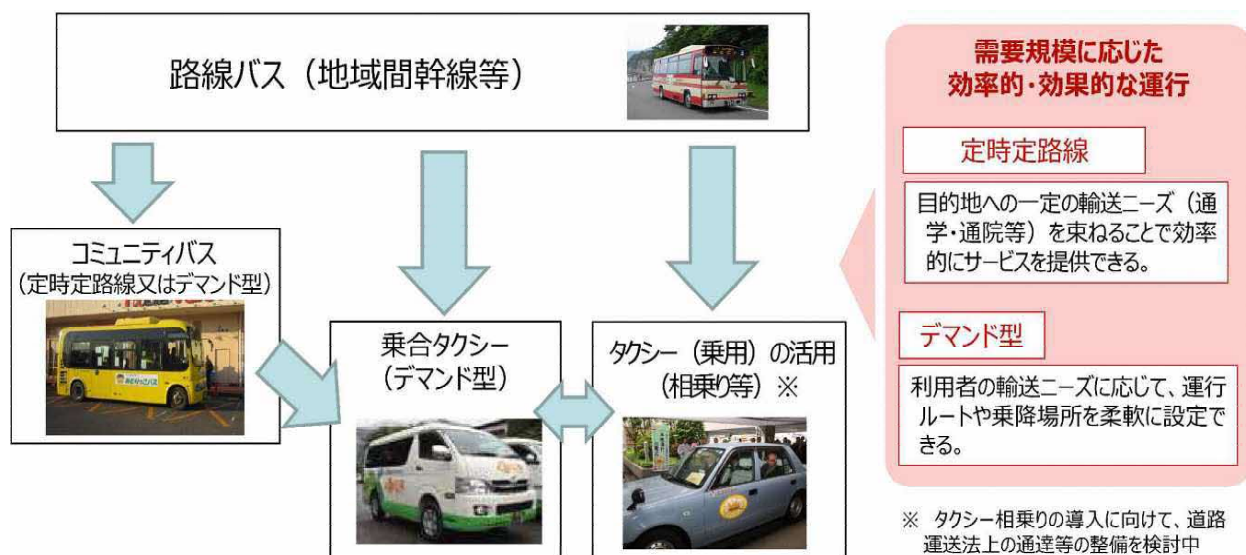 路線バス（地域間幹線等）
コミュニティバス
（定時定路線又はデマンド型）
乗合タクシー
（デマンド型）
タクシー（乗用）の活用
（相乗り等）※
需要規模に応じた
効率的・効果的な運行
定時定路線
目的地への一定の輸送ニーズ（通
学・通院等）を束ねることで効率
的にサービスを提供できる。
デマンド型
利用者の輸送ニーズに応じて、運行
ルートや乗降場所を柔軟に設定で
きる。
※　タクシー相乗りの導入に向けて、道路
運送法上の通達等の整備を検討中